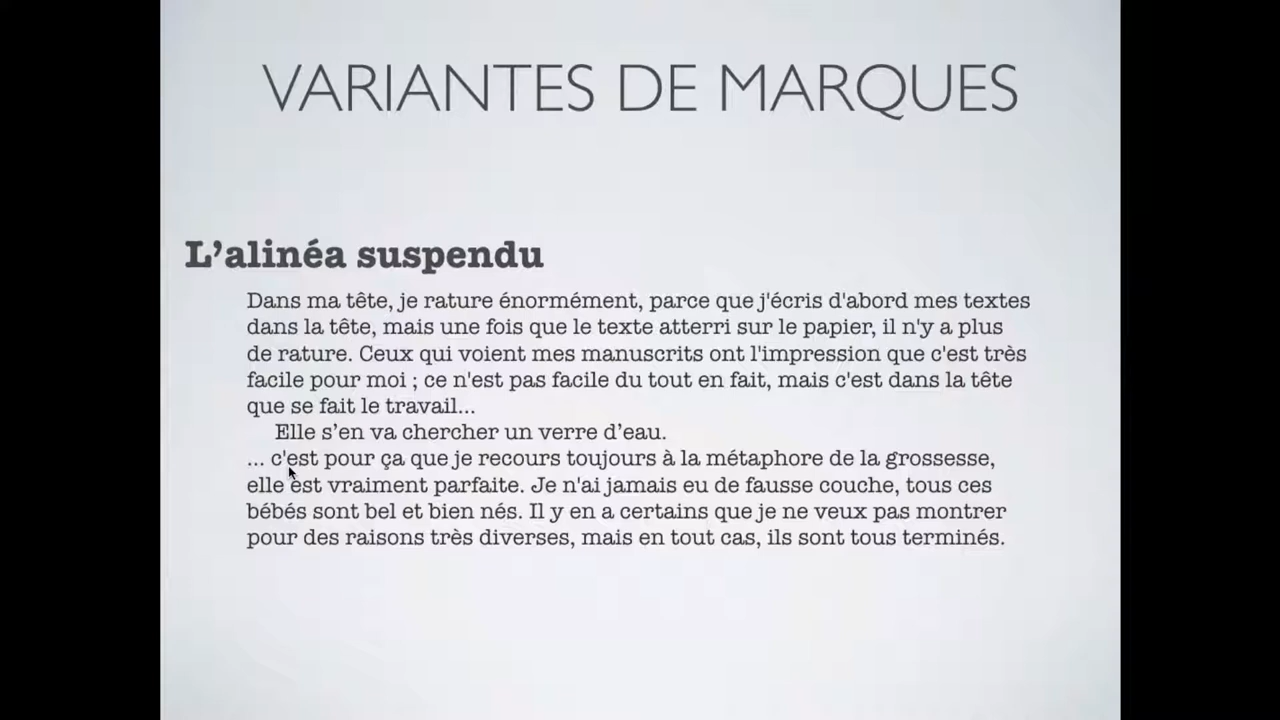 VARIANTES DE MARQUES
L’alinéa suspendu
Dans ma tête, je rature énormément, parce que j'écris d'abord mes textes
dans la tête, mais une fois que le texte atterri sur le papier, il n'y a plus
de rature. Ceux qui voient mes manuscrits ont l'impression que c'est très
facile pour moi ; ce n'est pas facile du tout en fait, mais c'est dans la tête
que se fait le travail...
Elle s’en va chercher un verre d’eau.
... c'est pour ça que je recours toujours à la métaphore de la grossesse,
elle est vraiment parfaite. Je n'ai jamais eu de fausse couche, tous ces
bébés sont bel et bien nés. Il y en a certains que je ne veux pas montrer
pour des raisons très diverses, mais en tout cas, ils sont tous terminés.